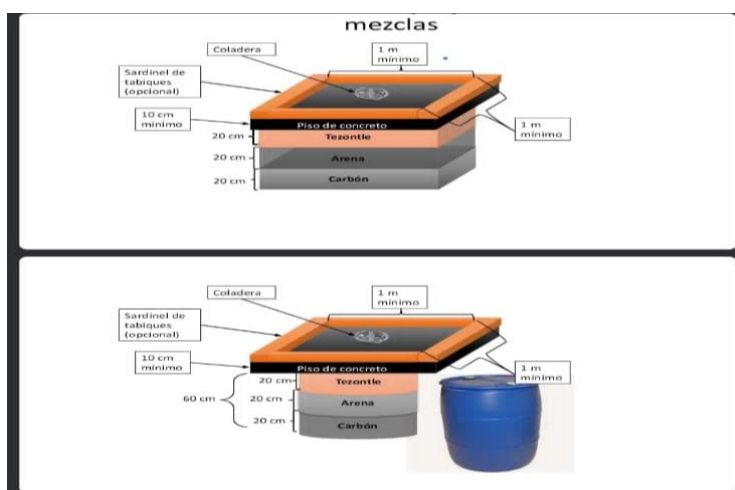 mezclas
Coladera
1 m
mínimo
Sardinel de
tabiques
(opcional)
10 cm
mínimo
Piso de concreto
1 m
mínimo
20 cm
Tezontle
20 cm
Arena
20 cm
Carbón
Coladera
1 m
mínimo
Sardinel de
tabiques
(opcional)
10 cm
mínimo
Piso de concreto
1 m
mínimo
60 cm
20 cm
Tezontle
20 cm
Arena
20 cm
Carbón